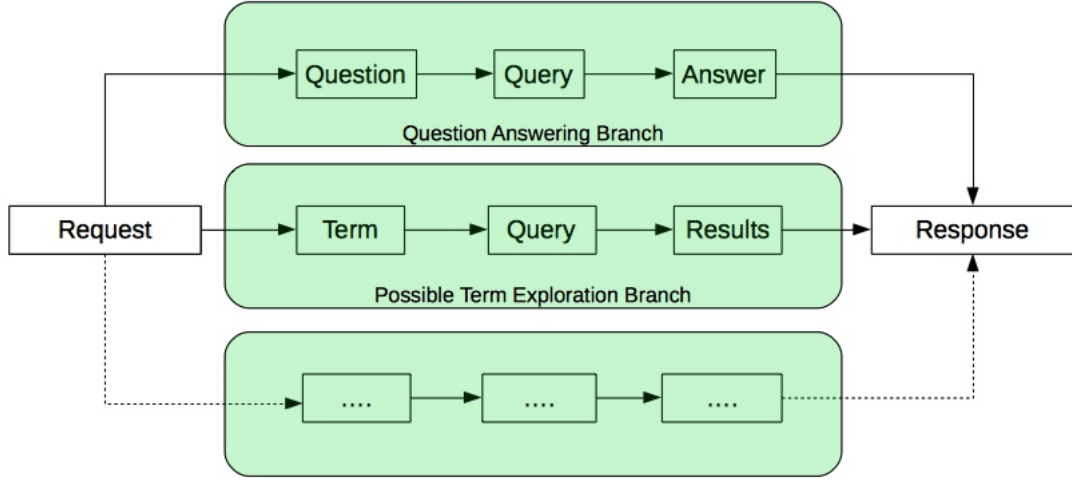 Question Query Answer
Question Answering Branch
Request Term Query Results Response
Possible Term Exploration Branch
.... .... ....